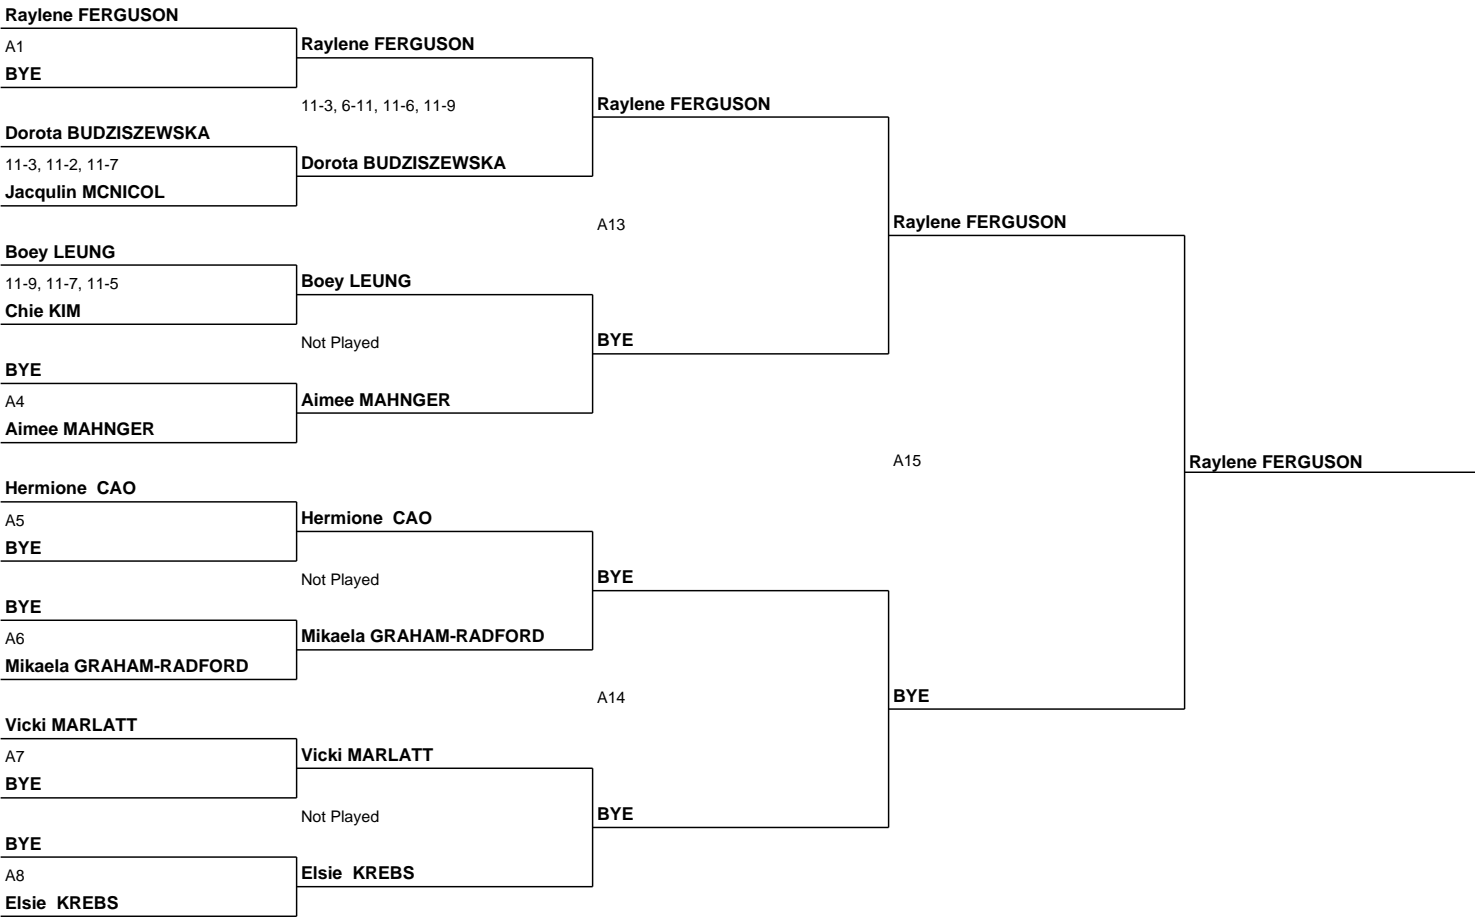 Raylene FERGUSON
A1
BYE
Dorota BUDZISZEWSKA
11-3, 11-2, 11-7
Jacqulin MCNICOL
Boey LEUNG
11-9, 11-7, 11-5
Chie KIM
BYE
A4
Aimee MAHNGER
Hermione  CAO
A5
BYE
BYE
A6
Mikaela GRAHAM-RADFORD
Vicki MARLATT
A7
BYE
BYE
A8
Elsie  KREBS
Raylene FERGUSON
11-3, 6-11, 11-6, 11-9
Dorota BUDZISZEWSKA
Boey LEUNG
Not Played
Aimee MAHNGER
Hermione  CAO
Not Played
Mikaela GRAHAM-RADFORD
Vicki MARLATT
Not Played
Elsie  KREBS
Raylene FERGUSON
A13
BYE
BYE
A14
BYE
Raylene FERGUSON
A15
BYE
Raylene FERGUSON